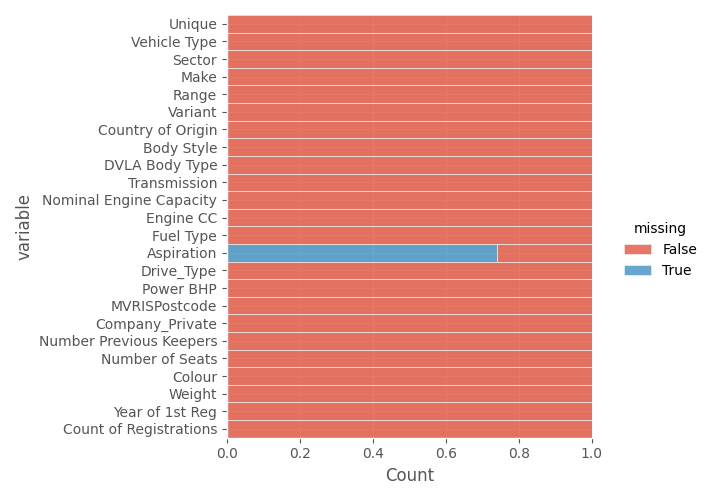 Unique
Vehicle Type
Sector
Make
Range
Variant
Country of Origin
Body Style
DVLA Body Type
Transmission
Nominal Engine Capacity
Engine CC
Fuel Type
Aspiration
Drive_Type
Power BHP
MVRISPostcode
Company_Private
Number Previous Keepers
Number of Seats
Colour
Weight
Year of 1st Reg
Count of Registrations
variable
0.0 0.2 0.4 0.6 0.8 1.0
Count
missing
False
True